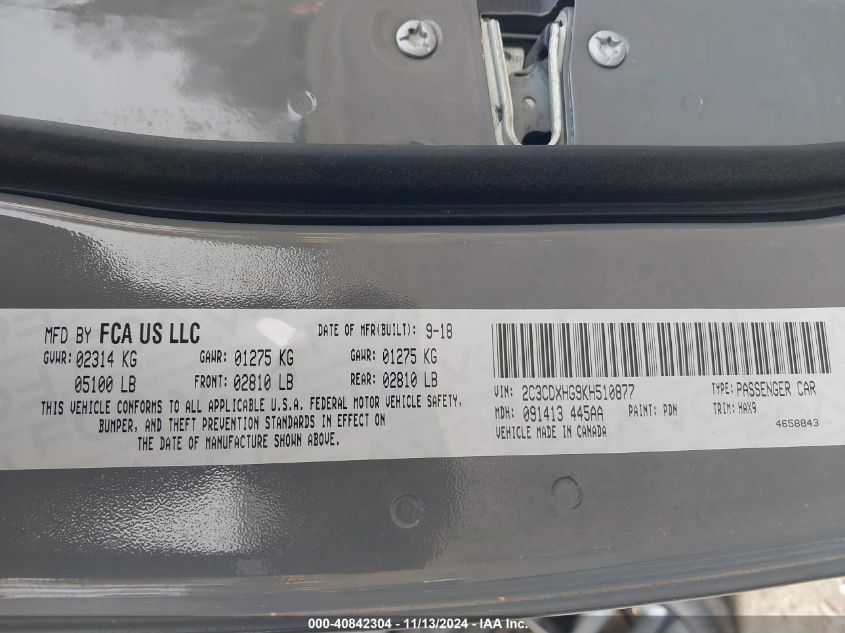 MFD BY FCA US LLC
DATE OF MFR(BUILT): 9-18
GVWR: 02314 KG
GAWR: 01275 KG
GAWR: 01275 KG
05100 LB
FRONT: 02810 LB
REAR: 02810 LB
THIS VEHICLE CONFORMS TO ALL APPLICABLE U.S.A. FEDERAL MOTOR VEHICLE SAFETY,
BUMPER, AND THEFT PREVENTION STANDARDS IN EFFECT ON
THE DATE OF MANUFACTURE SHOWN ABOVE.
VIN: 2C3CDXHG9KH510877
TYPE: PASSENGER CAR
MDH: 091413 445AA
PAINT: PDN
TRIM: HAX9
VEHICLE MADE IN CANADA
4658843
000-40842304 - 11/13/2024 - IAA Inc.